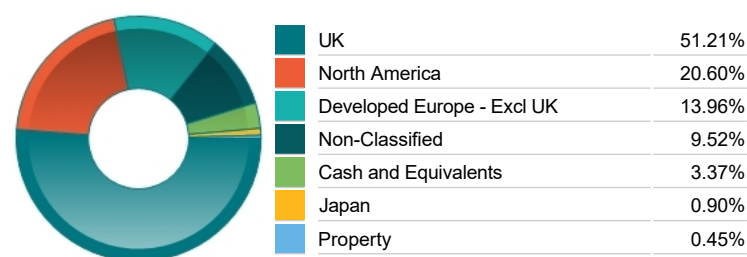 UK 51.21%
North America 20.60%
Developed Europe - Excl UK 13.96%
Non-Classified 9.52%
Cash and Equivalents 3.37%
Japan 0.90%
Property 0.45%